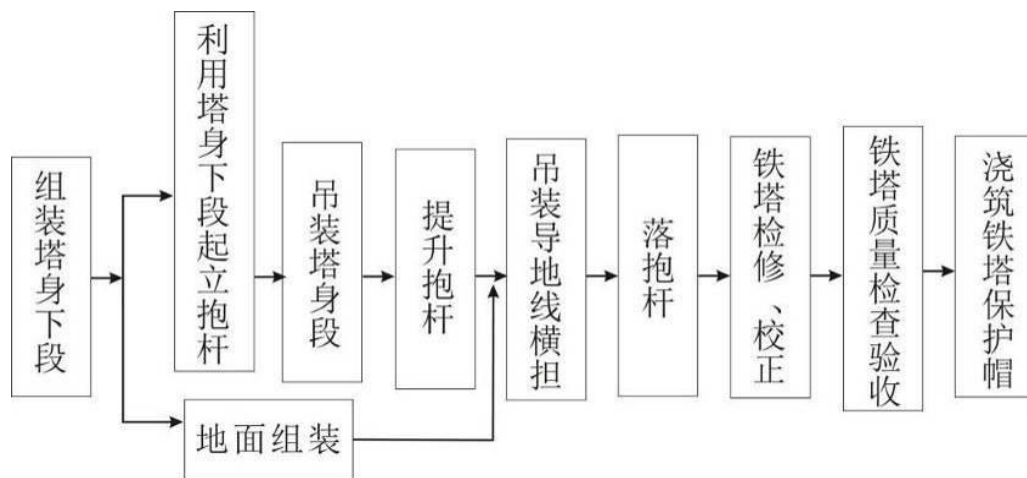 组装塔身下段
利用塔身下段起立抱杆
吊装塔身段
提升抱杆
地面组装
吊装导地线横担
落抱杆
铁塔检修、校正
铁塔质量检查验收
浇筑铁塔保护帽